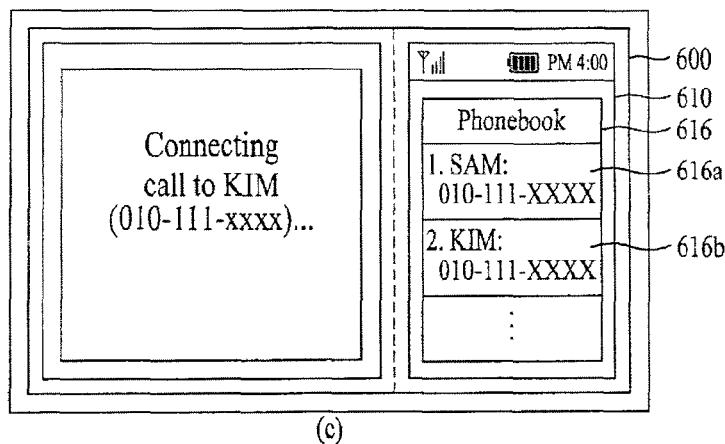 Connecting
call to KIM
(010-111-xxxx)...
PM 4:00
Phonebook
1. SAM:
010-111-XXXX
2. KIM:
010-111-XXXX
600
610
616
616a
616b
(c)